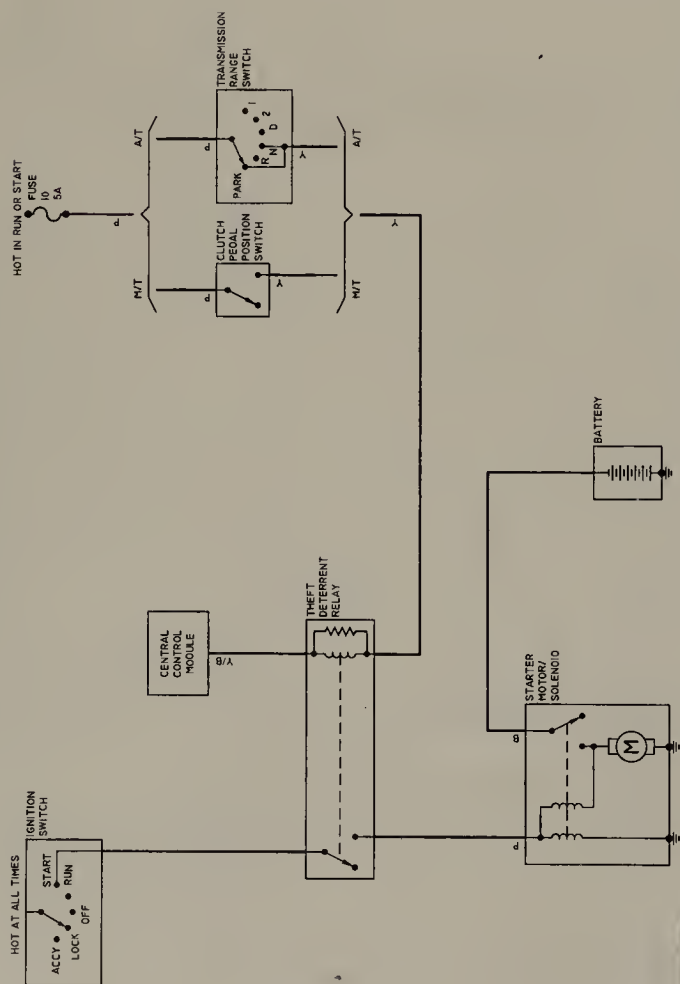 HOT IN RUN OR START
FUSE
10
5A
P
M/T
A/T
P
P
CLUTCH
PEDAL
POSITION
SWITCH
TRANSMISSION
RANGE
SWITCH
PARK
R
N
D
2
1
Y
Y
M/T
A/T
Y
CENTRAL
CONTROL
MODULE
Y/B
THEFT
DETERRENT
RELAY
HOT AT ALL TIMES
IGNITION
SWITCH
ACCY
LOCK
OFF
RUN
START
P
STARTER
MOTOR/
SOLENOID
B
M
BATTERY